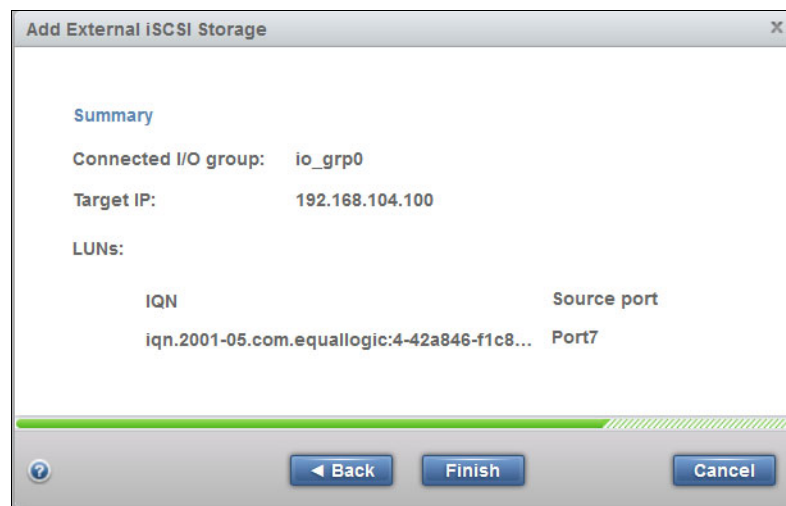 Add External iSCSI Storage x
Summary
Connected I/O group: io_grp0
Target IP: 192.168.104.100
LUNs:
IQN Source port
iqn.2001-05.com.equallogic:4-42a846-f1c8... Port7
? ◄ Back Finish Cancel